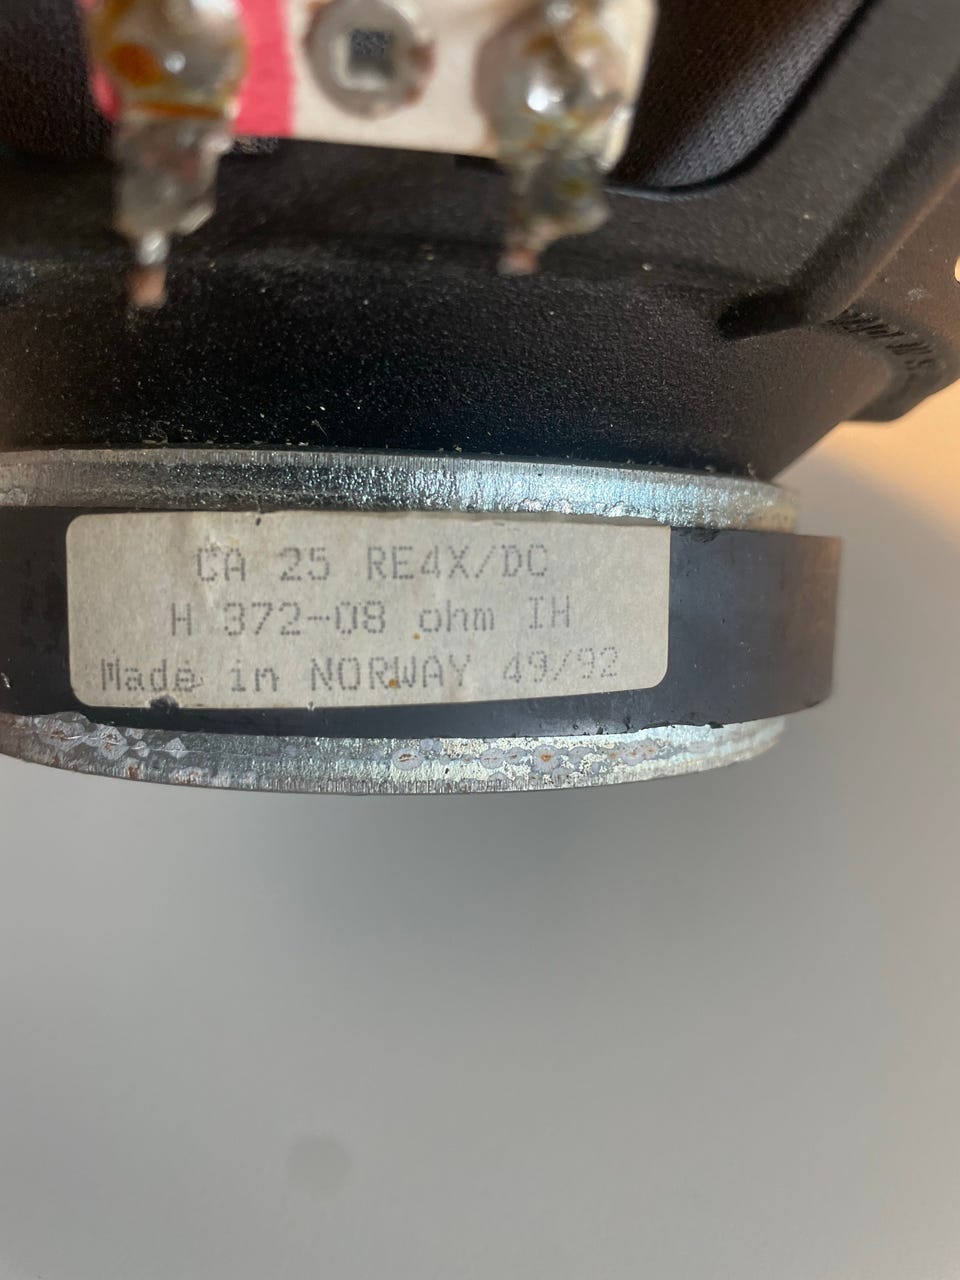 CA 25 RE4X/DC
H 372-08 ohm IH
Made in NORWAY 49/92